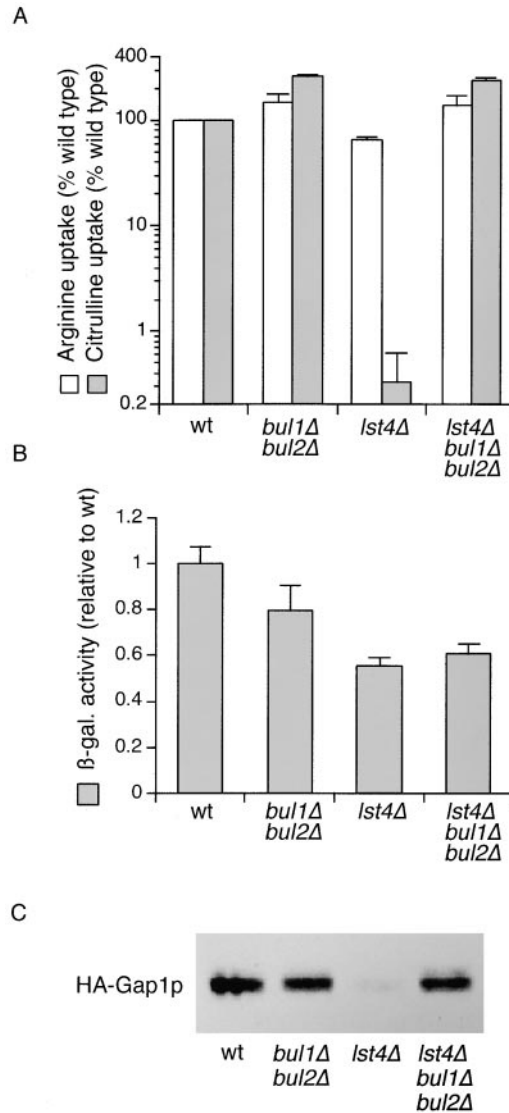 A
Arginine uptake (% wild type)
Citrulline uptake (% wild type)
400
100
10
1
0.2
wt
bul1Δ
bul2Δ
lst4Δ
lst4Δ
bul1Δ
bul2Δ
B
ß-gal. activity (relative to wt)
1.2
1
0.8
0.6
0.4
0.2
0
wt
bul1Δ
bul2Δ
lst4Δ
lst4Δ
bul1Δ
bul2Δ
C
HA-Gap1p
wt
bul1Δ
bul2Δ
lst4Δ
lst4Δ
bul1Δ
bul2Δ